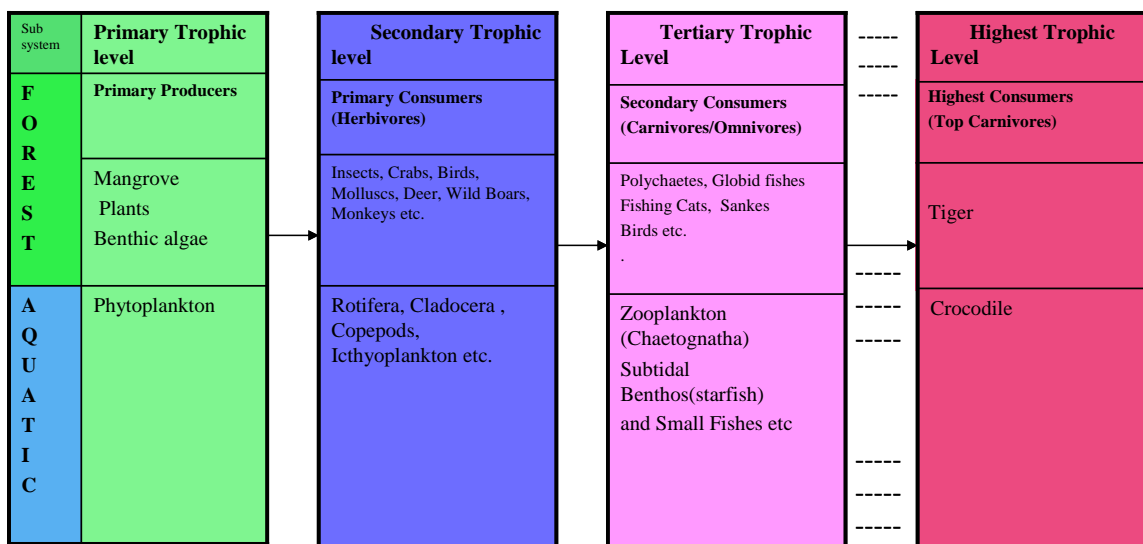 Sub
system
Primary Trophic
level
Secondary Trophic
level
Tertiary Trophic
Level
-----
-----
-----
Highest Trophic
Level
F
O
R
E
S
T
Primary Producers
Primary Consumers
(Herbivores)
Secondary Consumers
(Carnivores/Omnivores)
Highest Consumers
(Top Carnivores)
Mangrove
Plants
Benthic algae
Insects, Crabs, Birds,
Molluscs, Deer, Wild Boars,
Monkeys etc.
Polychaetes, Globid fishes
Fishing Cats, Sankes
Birds etc.
.
Tiger
-----
-----
-----
A
Q
U
A
T
I
C
Phytoplankton
Rotifera, Cladocera ,
Copepods,
Icthyoplankton etc.
Zooplankton
(Chaetognatha)
Subtidal
Benthos(starfish)
and Small Fishes etc
Crocodile
-----
-----
-----